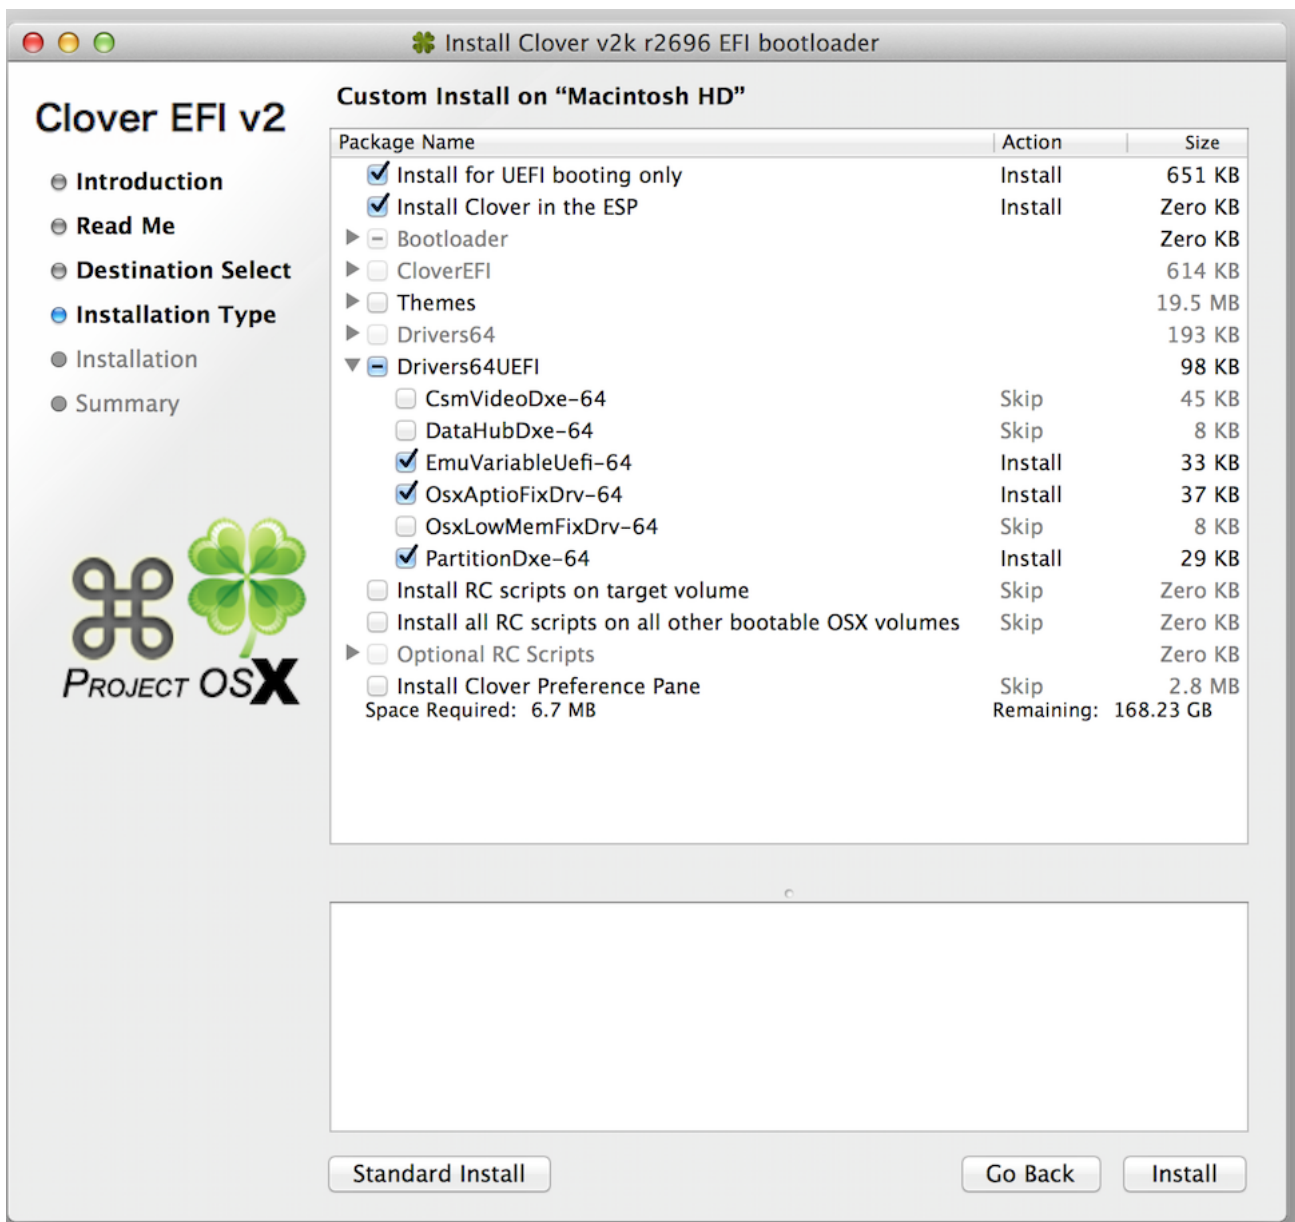 Install Clover v2k r2696 EFI bootloader
Clover EFI v2
Introduction
Read Me
Destination Select
Installation Type
Installation
Summary
PROJECT OSX
Custom Install on “Macintosh HD”
Package Name Action Size
Install for UEFI booting only Install 651 KB
Install Clover in the ESP Install Zero KB
Bootloader Zero KB
CloverEFI 614 KB
Themes 19.5 MB
Drivers64 193 KB
Drivers64UEFI 98 KB
CsmVideoDxe-64 Skip 45 KB
DataHubDxe-64 Skip 8 KB
EmuVariableUefi-64 Install 33 KB
OsxAptioFixDrv-64 Install 37 KB
OsxLowMemFixDrv-64 Skip 8 KB
PartitionDxe-64 Install 29 KB
Install RC scripts on target volume Skip Zero KB
Install all RC scripts on all other bootable OSX volumes Skip Zero KB
Optional RC Scripts Zero KB
Install Clover Preference Pane Skip 2.8 MB
Space Required: 6.7 MB Remaining: 168.23 GB
Standard Install Go Back Install